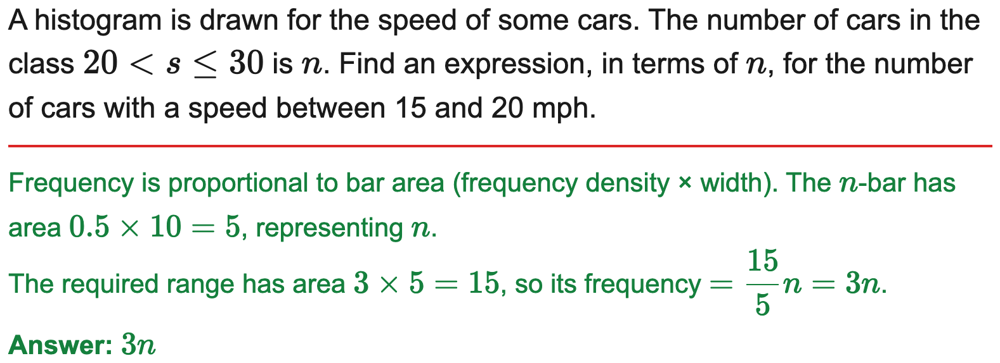 A histogram is drawn for the speed of some cars. The number of cars in the
class 20 < s ≤ 30 is n. Find an expression, in terms of n, for the number
of cars with a speed between 15 and 20 mph.
Frequency is proportional to bar area (frequency density × width). The n-bar has
area 0.5 × 10 = 5, representing n.
The required range has area 3 × 5 = 15, so its frequency = 15/5 n = 3n.
Answer: 3n